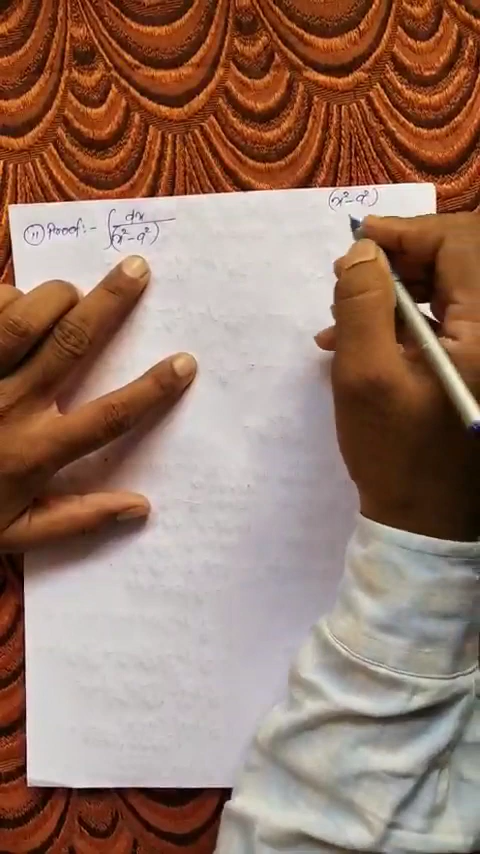 (11) Proof :- ∫ dx / (x² - a²)
(x² - a²)